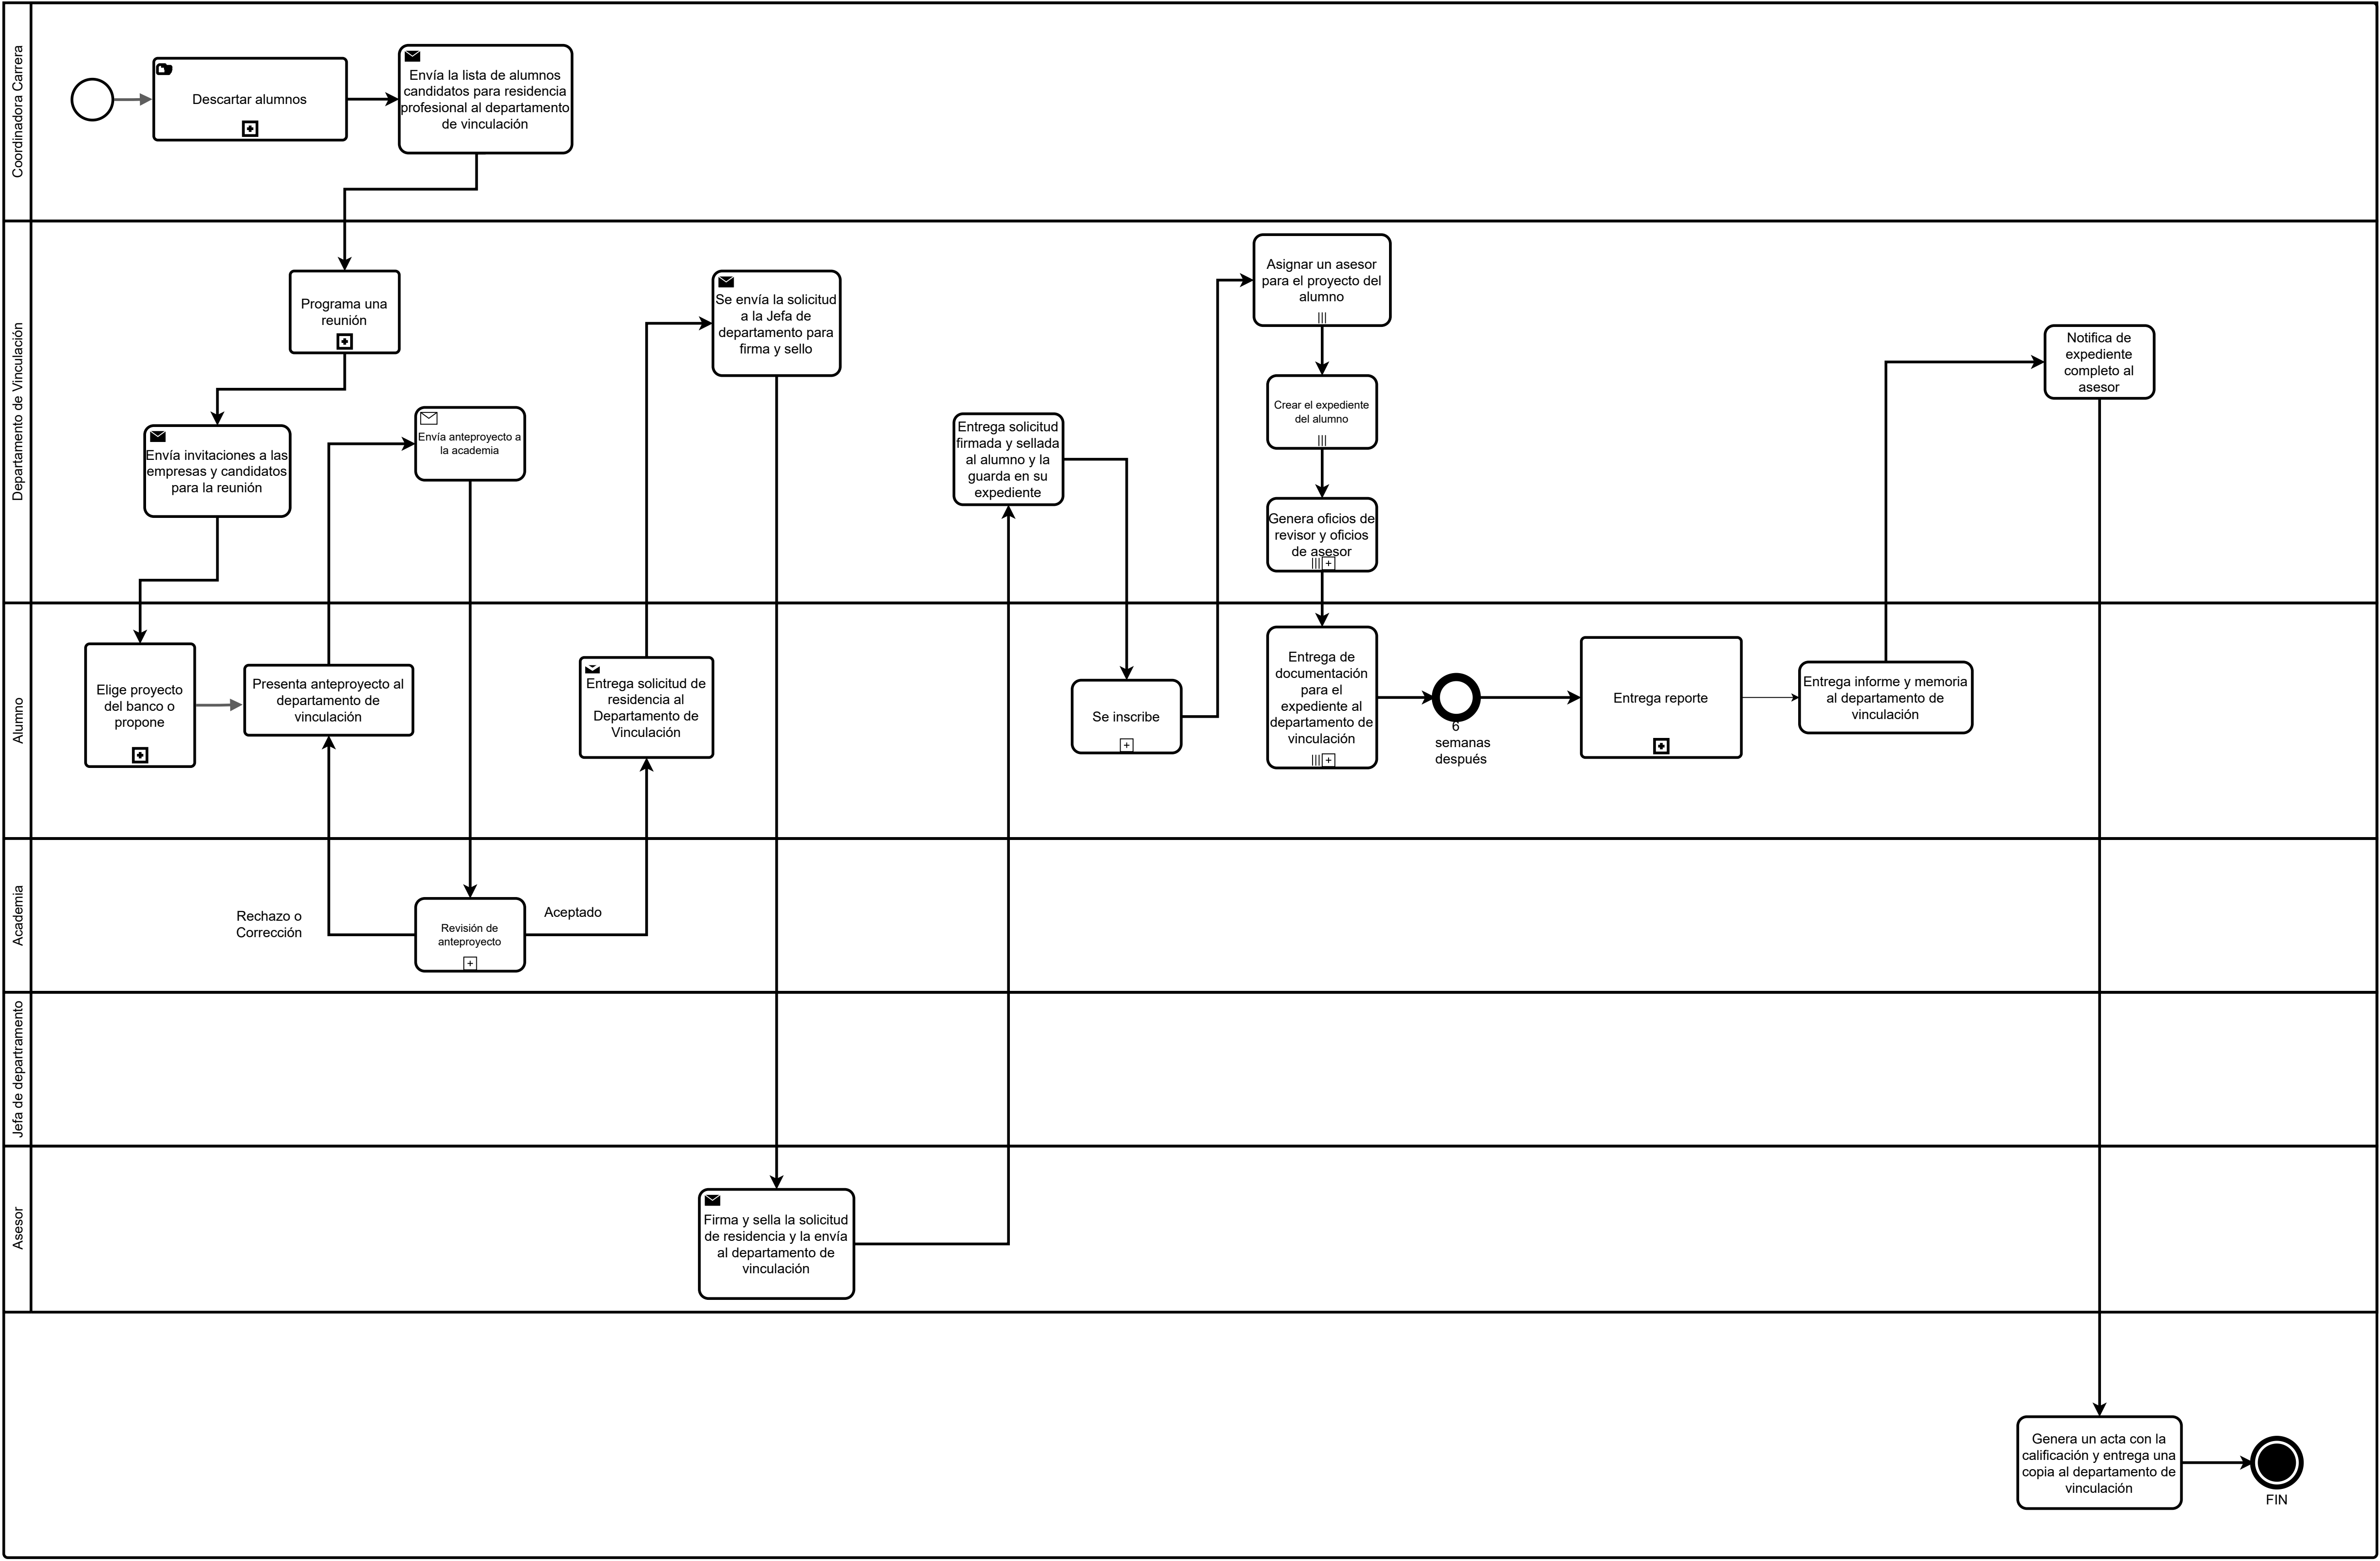 Coordinadora Carrera
Descartar alumnos
Envía la lista de alumnos
candidatos para residencia
profesional al departamento
de vinculación
Departamento de Vinculación
Programa una
reunión
Envía invitaciones a las
empresas y candidatos
para la reunión
Envía anteproyecto a
la academia
Se envía la solicitud
a la Jefa de
departamento para
firma y sello
Entrega solicitud
firmada y sellada
al alumno y la
guarda en su
expediente
Asignar un asesor
para el proyecto del
alumno
Crear el expediente
del alumno
Genera oficios de
revisor y oficios
de asesor
Notifica de
expediente
completo al
asesor
Alumno
Elige proyecto
del banco o
propone
Presenta anteproyecto al
departamento de
vinculación
Entrega solicitud de
residencia al
Departamento de
Vinculación
Se inscribe
Entrega de
documentación
para el
expediente al
departamento de
vinculación
6
semanas
después
Entrega reporte
Entrega informe y memoria
al departamento de
vinculación
Academia
Rechazo o
Corrección
Revisión de
anteproyecto
Aceptado
Jefa de departramento
Asesor
Firma y sella la solicitud
de residencia y la envía
al departamento de
vinculación
Genera un acta con la
calificación y entrega una
copia al departamento de
vinculación
FIN